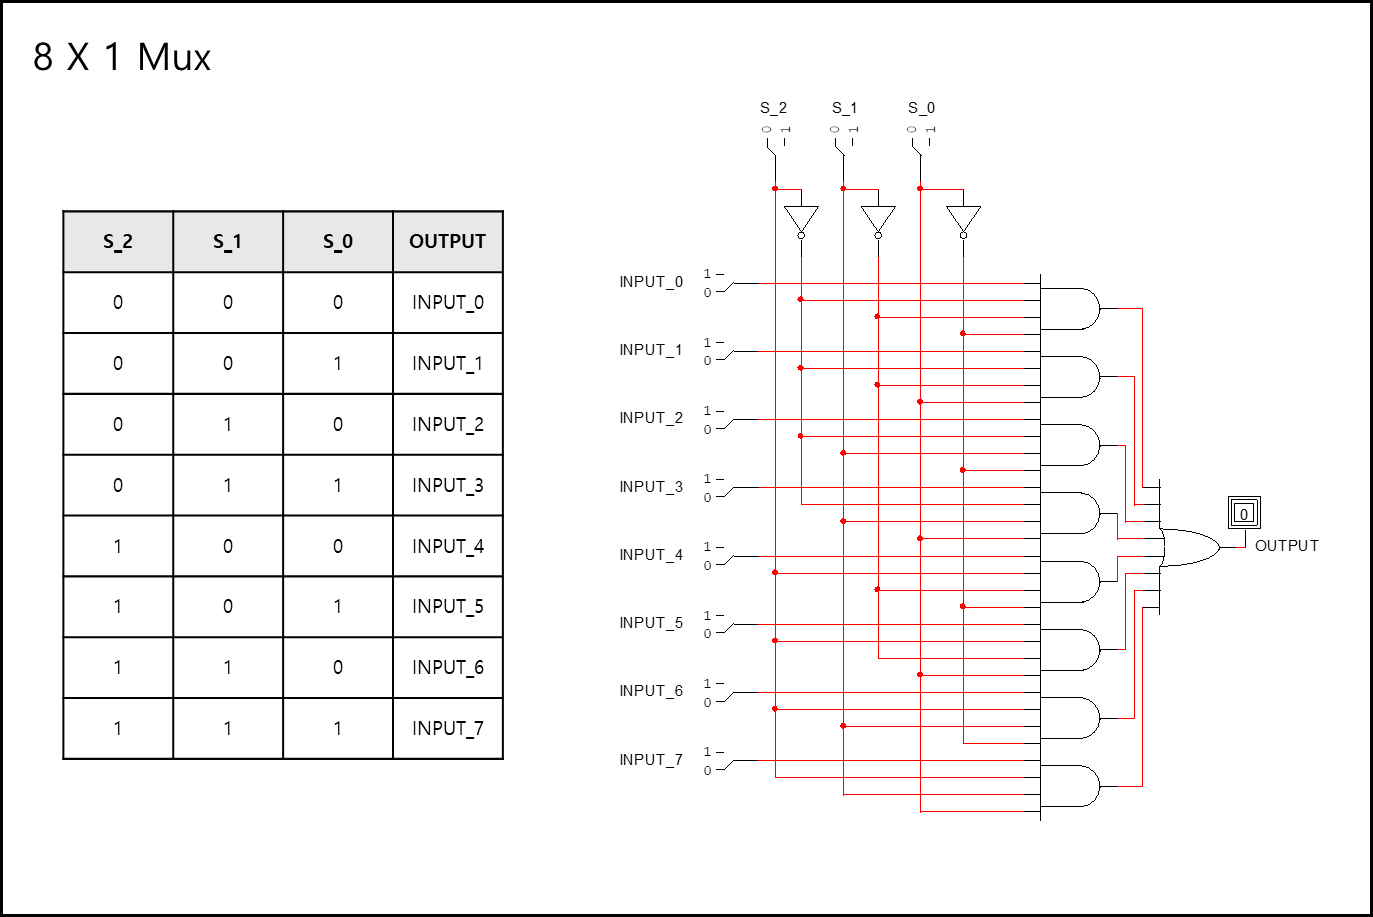 8 X 1 Mux
S_2 S_1 S_0 OUTPUT
0 0 0 INPUT_0
0 0 1 INPUT_1
0 1 0 INPUT_2
0 1 1 INPUT_3
1 0 0 INPUT_4
1 0 1 INPUT_5
1 1 0 INPUT_6
1 1 1 INPUT_7
S_2 S_1 S_0
0 1 0 1 0 1
INPUT_0 1
0
INPUT_1 1
0
INPUT_2 1
0
INPUT_3 1
0
INPUT_4 1
0
INPUT_5 1
0
INPUT_6 1
0
INPUT_7 1
0
0
OUTPUT